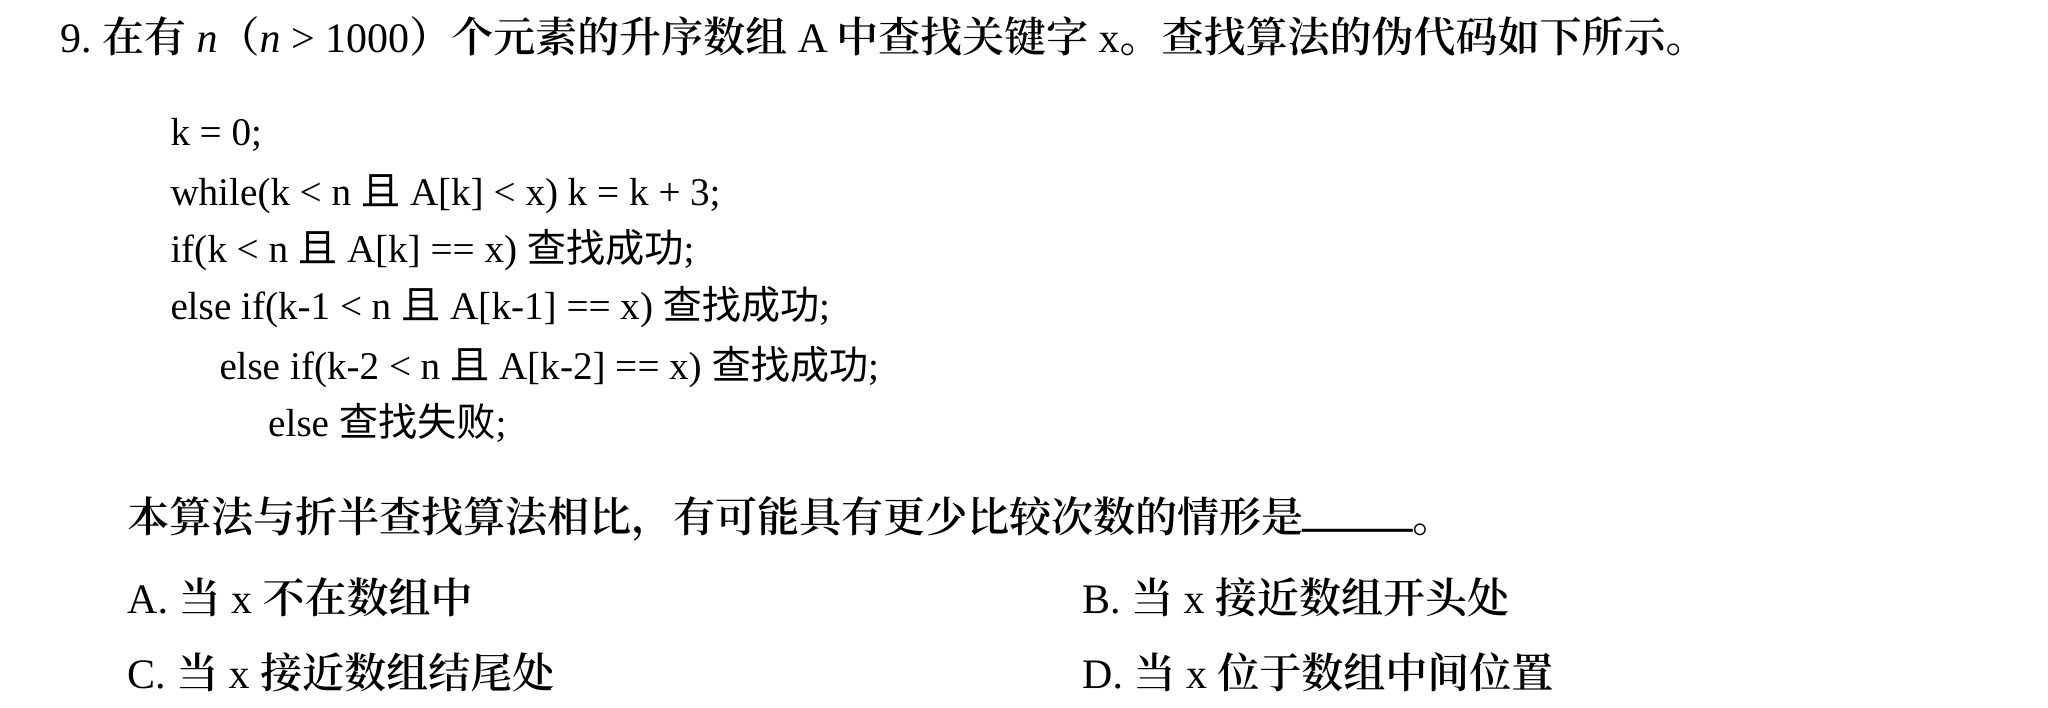 9. 在有 n（n > 1000）个元素的升序数组 A 中查找关键字 x。查找算法的伪代码如下所示。
k = 0;
while(k < n 且 A[k] < x) k = k + 3;
if(k < n 且 A[k] == x) 查找成功;
else if(k-1 < n 且 A[k-1] == x) 查找成功;
else if(k-2 < n 且 A[k-2] == x) 查找成功;
else 查找失败;
本算法与折半查找算法相比，有可能具有更少比较次数的情形是_____。
A. 当 x 不在数组中
B. 当 x 接近数组开头处
C. 当 x 接近数组结尾处
D. 当 x 位于数组中间位置